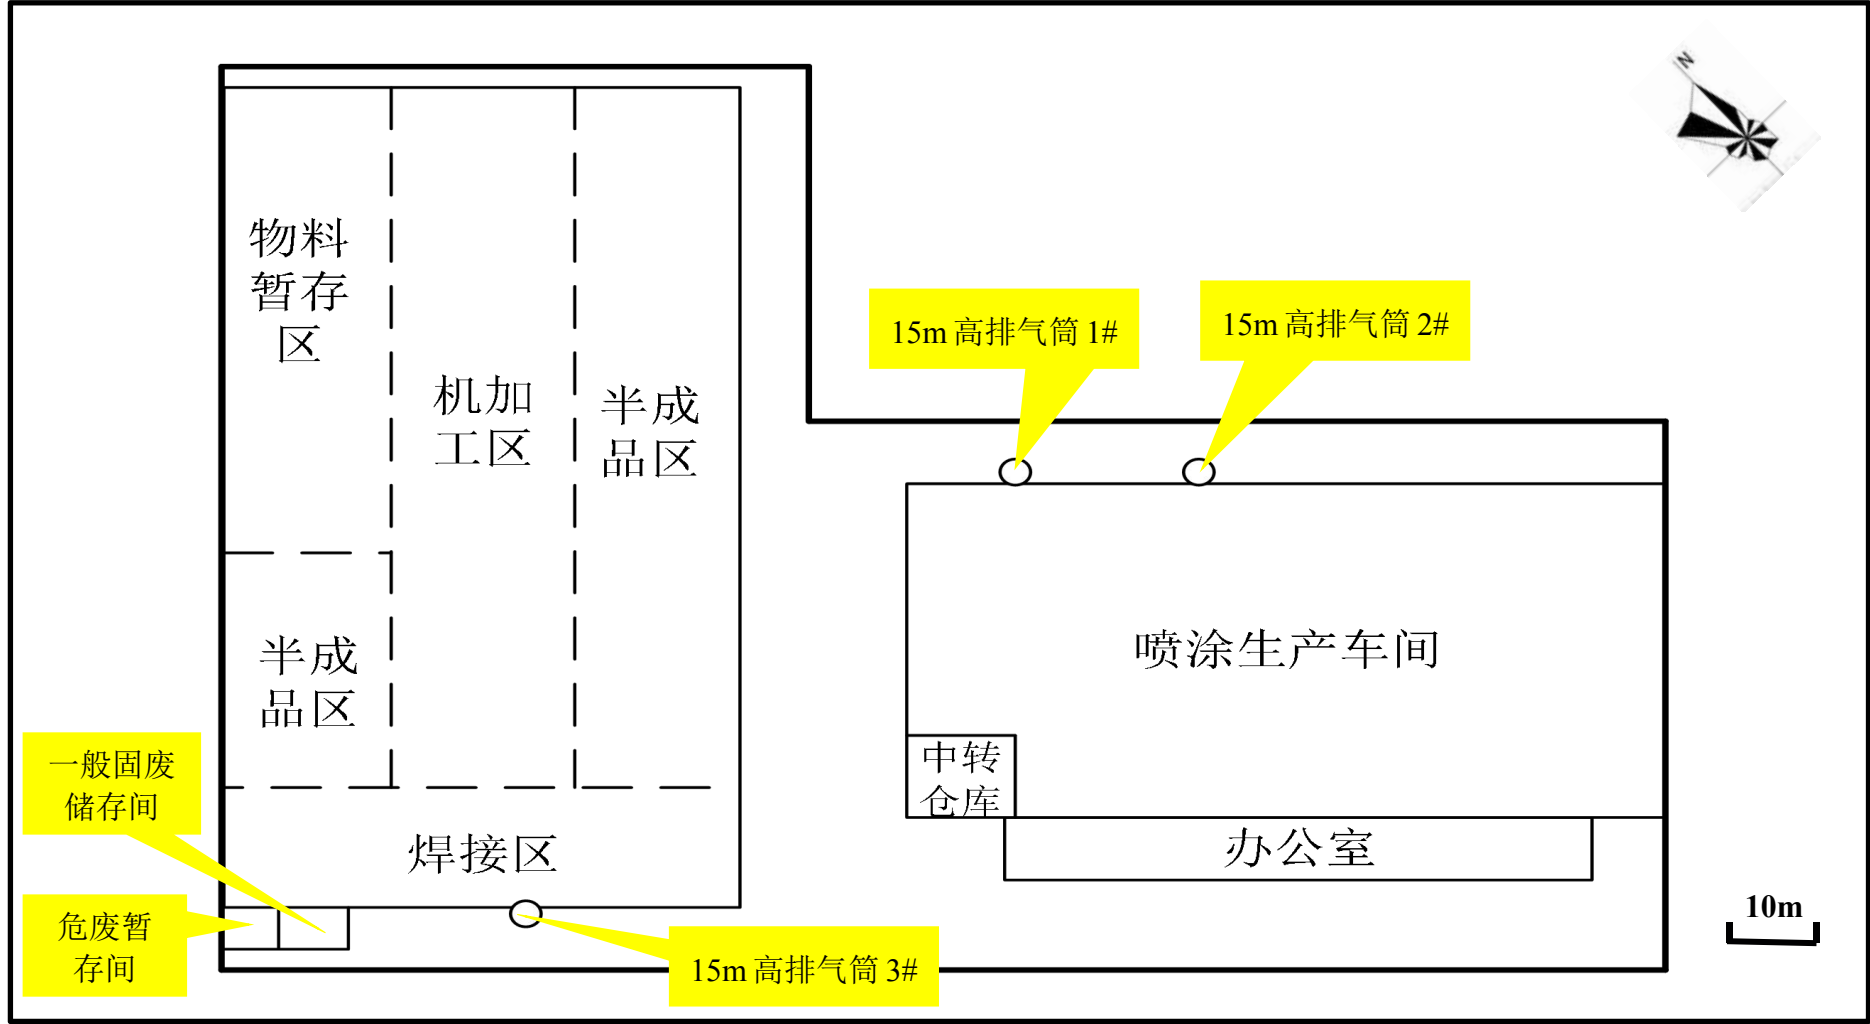 N
物料
暂存
区
机加
工区
半成
品区
15m 高排气筒 1#
15m 高排气筒 2#
半成
品区
喷涂生产车间
一般固废
储存间
中转
仓库
焊接区
办公室
危废暂
存间
15m 高排气筒 3#
10m